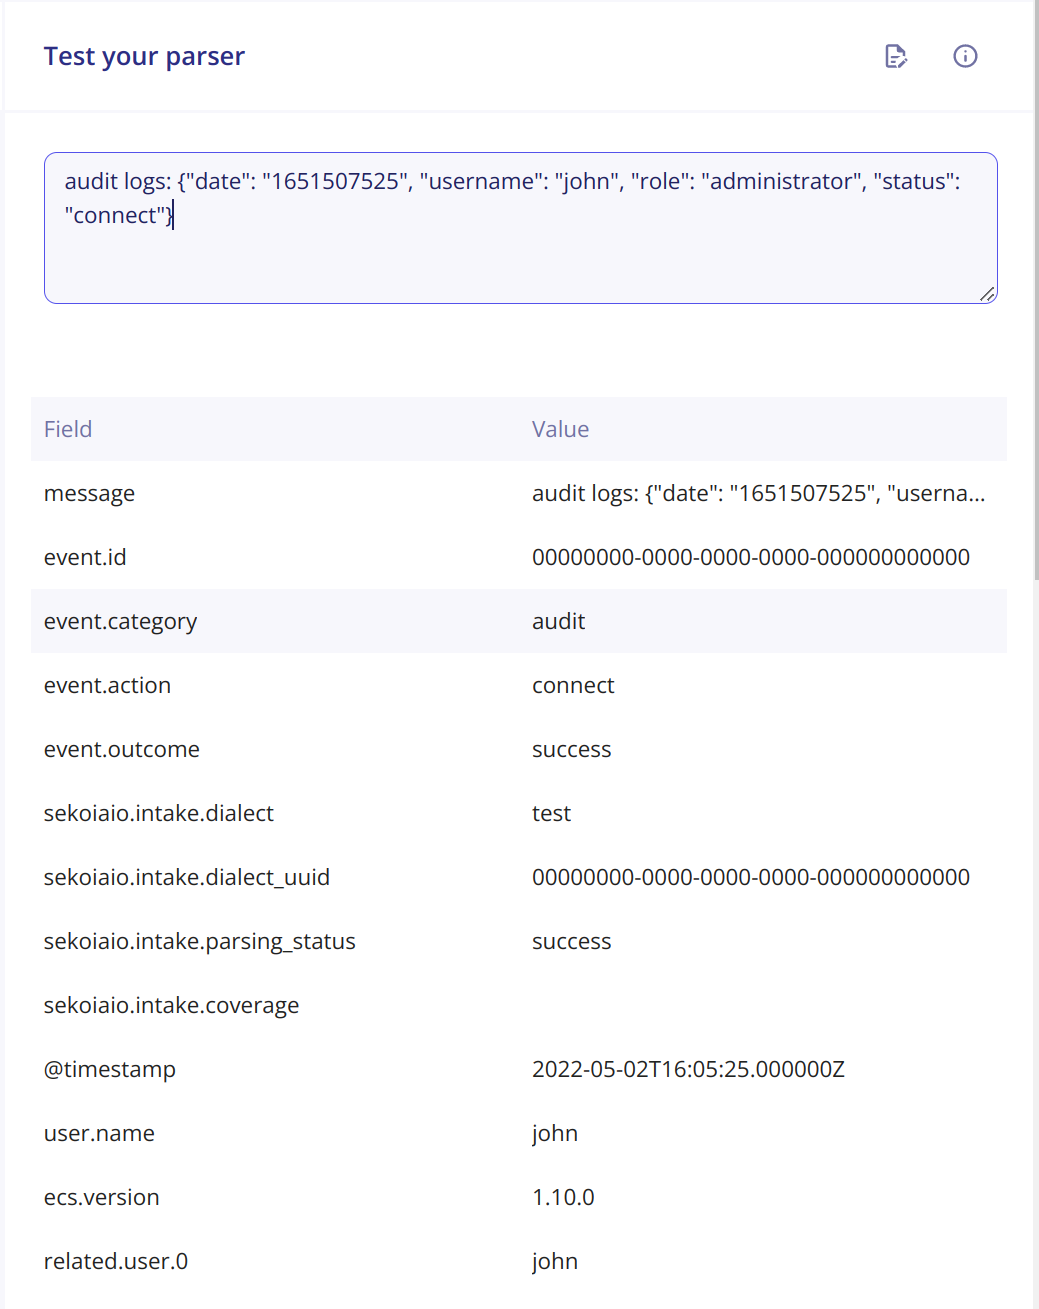 Test your parser
audit logs: {"date": "1651507525", "username": "john", "role": "administrator", "status":
"connect"}
Field Value
message audit logs: {"date": "1651507525", "userna...
event.id 00000000-0000-0000-0000-000000000000
event.category audit
event.action connect
event.outcome success
sekoiaio.intake.dialect test
sekoiaio.intake.dialect_uuid 00000000-0000-0000-0000-000000000000
sekoiaio.intake.parsing_status success
sekoiaio.intake.coverage
@timestamp 2022-05-02T16:05:25.000000Z
user.name john
ecs.version 1.10.0
related.user.0 john